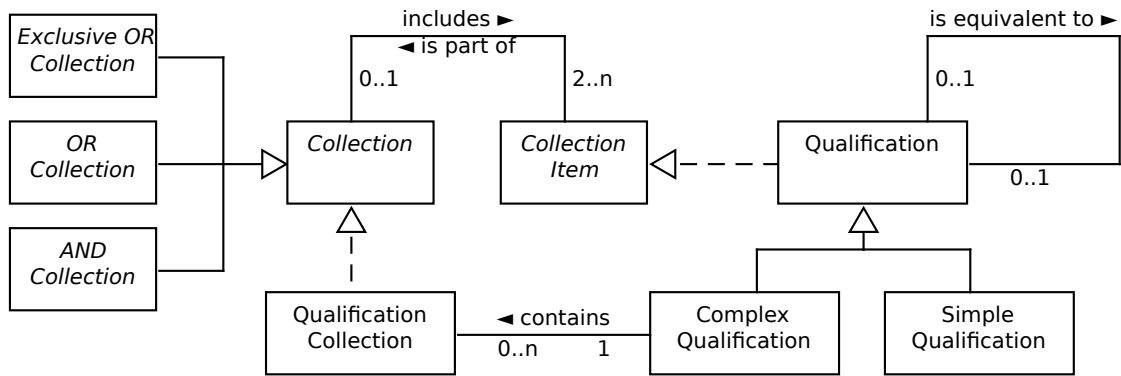 Exclusive OR
Collection
OR
Collection
AND
Collection
includes ►
◄ is part of
0..1
2..n
Collection
Collection
Item
is equivalent to ►
0..1
Qualification
0..1
Qualification
Collection
◄ contains
0..n
1
Complex
Qualification
Simple
Qualification